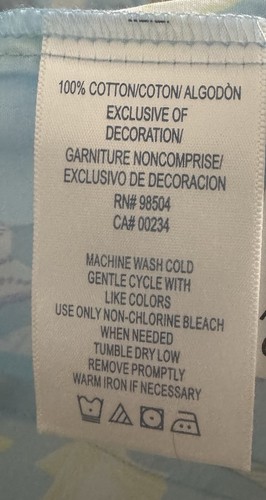 100% COTTON/COTON/ ALGODÒN
EXCLUSIVE OF
DECORATION/
GARNITURE NONCOMPRISE/
EXCLUSIVO DE DECORACION
RN# 98504
CA# 00234
MACHINE WASH COLD
GENTLE CYCLE WITH
LIKE COLORS
USE ONLY NON-CHLORINE BLEACH
WHEN NEEDED
TUMBLE DRY LOW
REMOVE PROMPTLY
WARM IRON IF NECESSARY